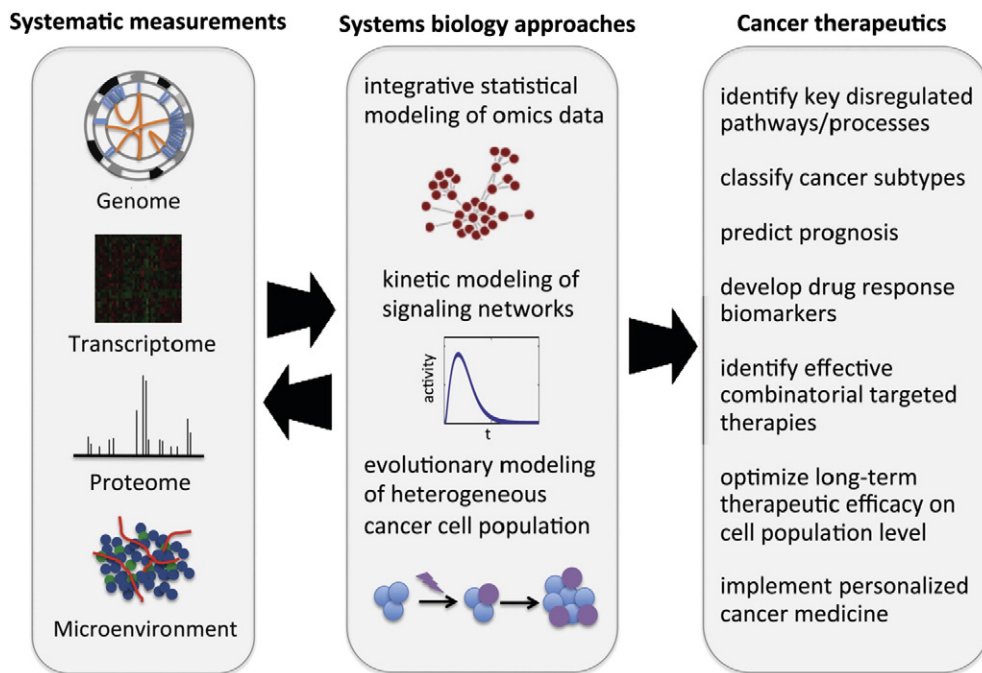 Systematic measurements
Genome
Transcriptome
Proteome
Microenvironment
Systems biology approaches
integrative statistical
modeling of omics data
kinetic modeling of
signaling networks
activity
t
evolutionary modeling
of heterogeneous
cancer cell population
Cancer therapeutics
identify key disregulated
pathways/processes
classify cancer subtypes
predict prognosis
develop drug response
biomarkers
identify effective
combinatorial targeted
therapies
optimize long-term
therapeutic efficacy on
cell population level
implement personalized
cancer medicine